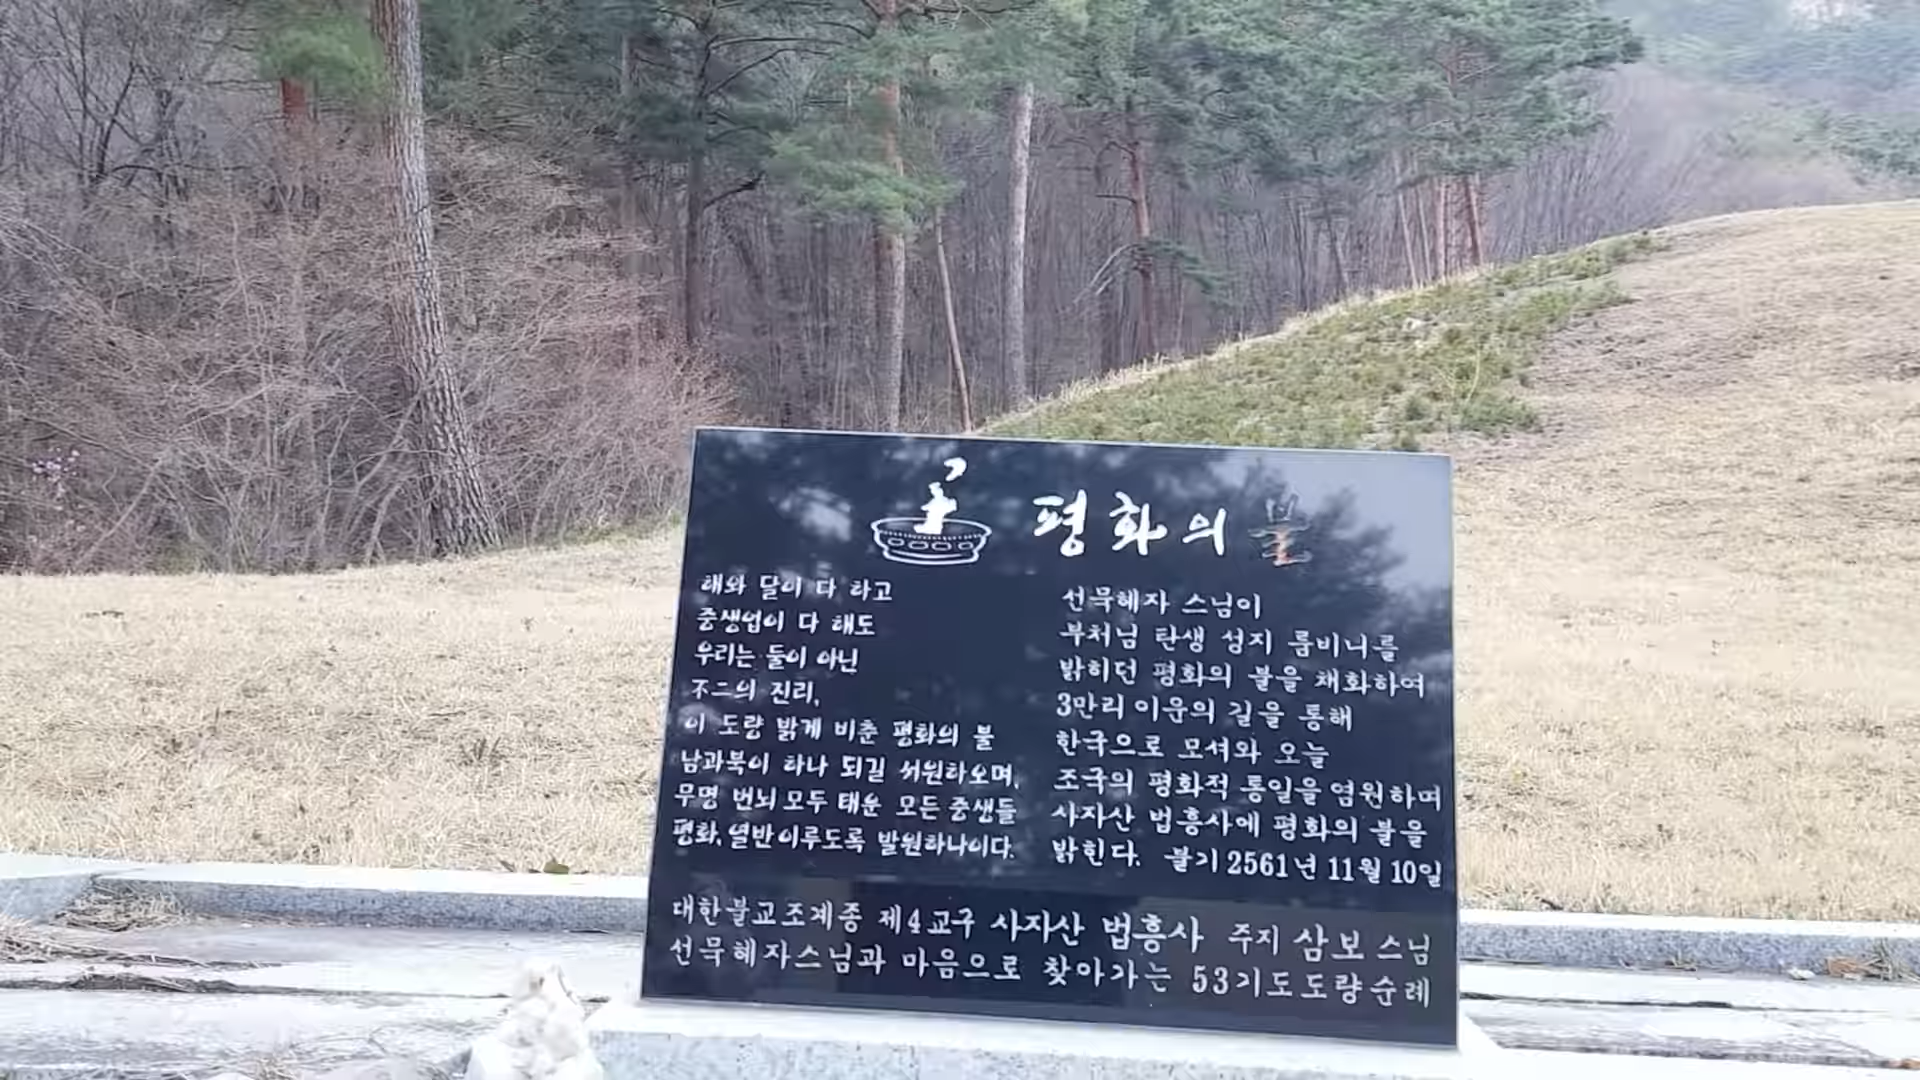 평화의 불
해와 달이 다 하고
중생업이 다 해도
우리는 둘이 아닌
不二의 진리,
이 도량 밝게 비춘 평화의 불
남과북이 하나 되길 서원하오며,
무명 번뇌 모두 태운 모든 중생들
평화, 열반이루도록 발원하나이다.
선묵혜자 스님이
부처님 탄생 성지 룸비니를
밝히던 평화의 불을 채화하여
3만리 이운의 길을 통해
한국으로 모셔와 오늘
조국의 평화적 통일을 염원하며
사자산 법흥사에 평화의 불을
밝힌다. 불기 2561년 11월 10일
대한불교조계종 제4교구 사자산 법흥사 주지 삼보스님
선묵혜자스님과 마음으로 찾아가는 53기도도량순례